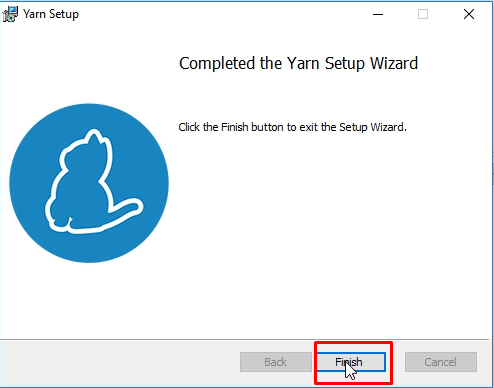 Yarn Setup
Completed the Yarn Setup Wizard
Click the Finish button to exit the Setup Wizard.
Back
Finish
Cancel